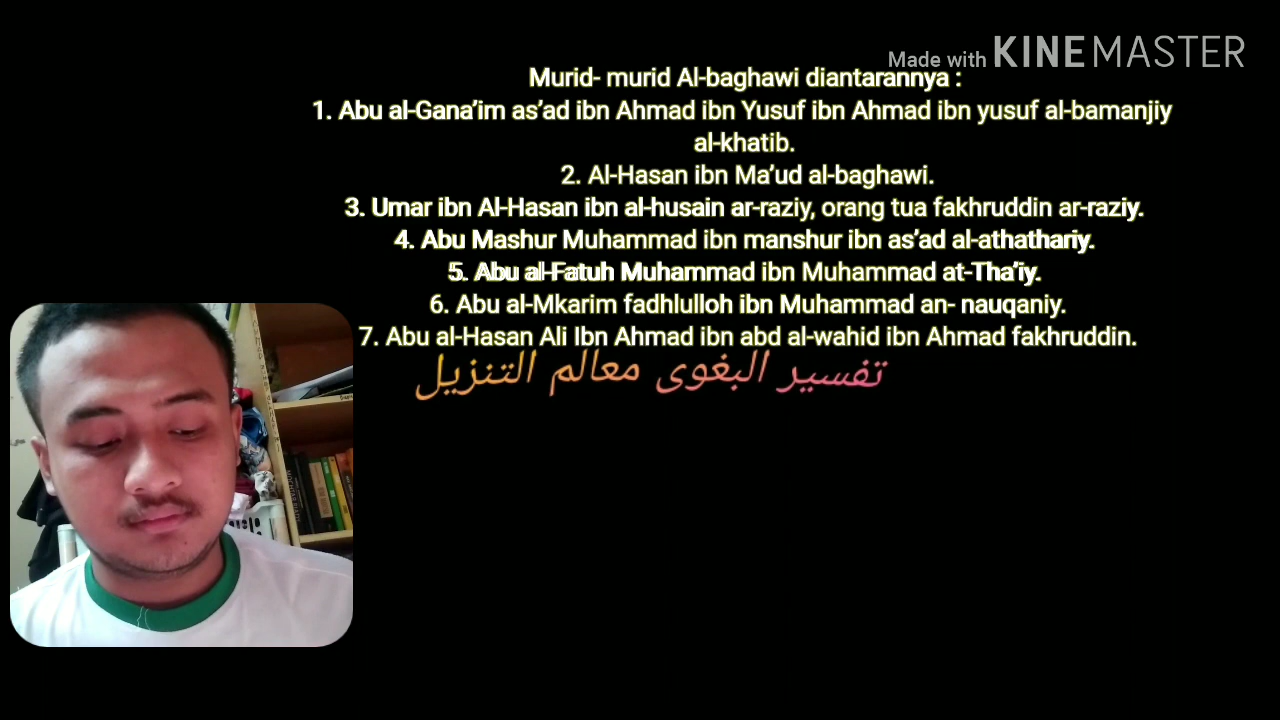 Made with KINEMASTER
Murid- murid Al-baghawi diantarannya :
1. Abu al-Gana’im as’ad ibn Ahmad ibn Yusuf ibn Ahmad ibn yusuf al-bamanjiy
al-khatib.
2. Al-Hasan ibn Ma’ud al-baghawi.
3. Umar ibn Al-Hasan ibn al-husain ar-raziy, orang tua fakhruddin ar-raziy.
4. Abu Mashur Muhammad ibn manshur ibn as’ad al-athathariy.
5. Abu al-Fatuh Muhammad ibn Muhammad at-Tha’iy.
6. Abu al-Mkarim fadhlulloh ibn Muhammad an- nauqaniy.
7. Abu al-Hasan Ali Ibn Ahmad ibn abd al-wahid ibn Ahmad fakhruddin.
تفسير البغوى معالم التنزيل